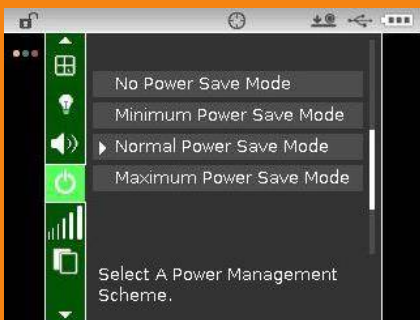 No Power Save Mode
Minimum Power Save Mode
Normal Power Save Mode
Maximum Power Save Mode
Select A Power Management
Scheme.